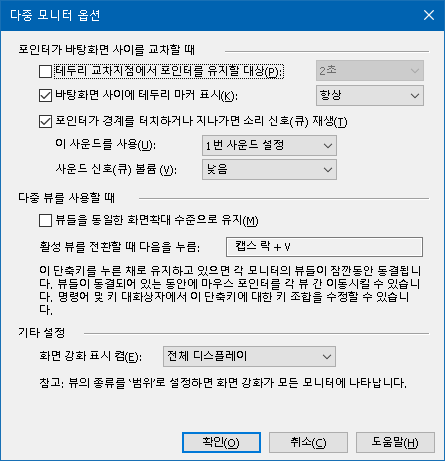 다중 모니터 옵션
포인터가 바탕화면 사이를 교차할 때
테두리 교차지점에서 포인터를 유지할 대상(P): 2초
바탕화면 사이에 테두리 마커 표시(K): 항상
포인터가 경계를 터치하거나 지나가면 소리 신호(큐) 재생(T)
이 사운드를 사용(U): 1번 사운드 설정
사운드 신호(큐) 볼륨 (V): 낮음
다중 뷰를 사용할 때
뷰들을 동일한 화면확대 수준으로 유지(M)
활성 뷰를 전환할 때 다음을 누름: 캡스 락 + V
이 단축키를 누른 채로 유지하고 있으면 각 모니터의 뷰들이 잠깐동안 동결됩니
다. 뷰들이 동결되어 있는 동안에 마우스 포인터를 각 뷰 간 이동시킬 수 있습니
다. 명령어 및 키 대화상자에서 이 단축키에 대한 키 조합을 수정할 수 있습니
다.
기타 설정
화면 강화 표시 켬(E): 전체 디스플레이
참고: 뷰의 종류를 '범위'로 설정하면 화면 강화가 모든 모니터에 나타납니다.
확인(O) 취소(C) 도움말(H)